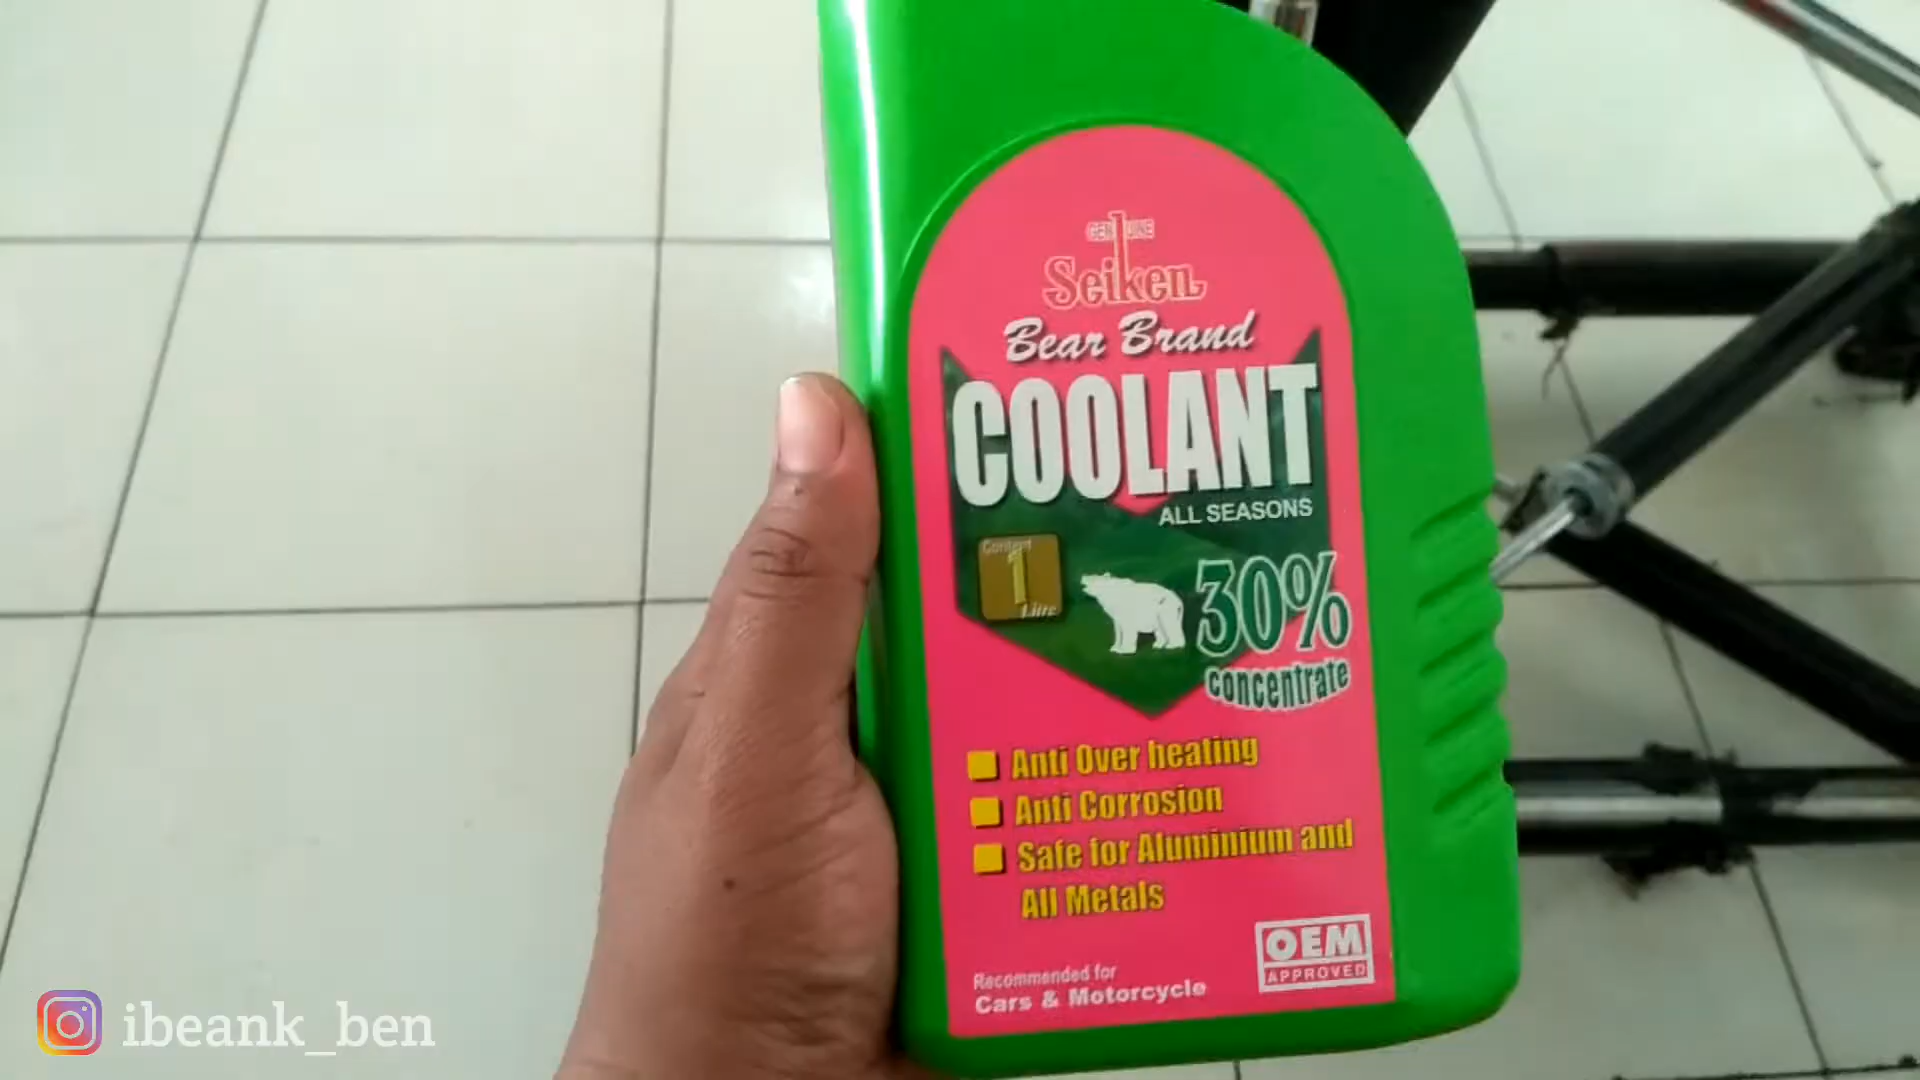 GENUINE
Seiken
Bear Brand
COOLANT
ALL SEASONS
Content
1
Litre
30%
concentrate
Anti Over heating
Anti Corrosion
Safe for Aluminium and
All Metals
Recommended for
Cars & Motorcycle
OEM
APPROVED
ibeank_ben